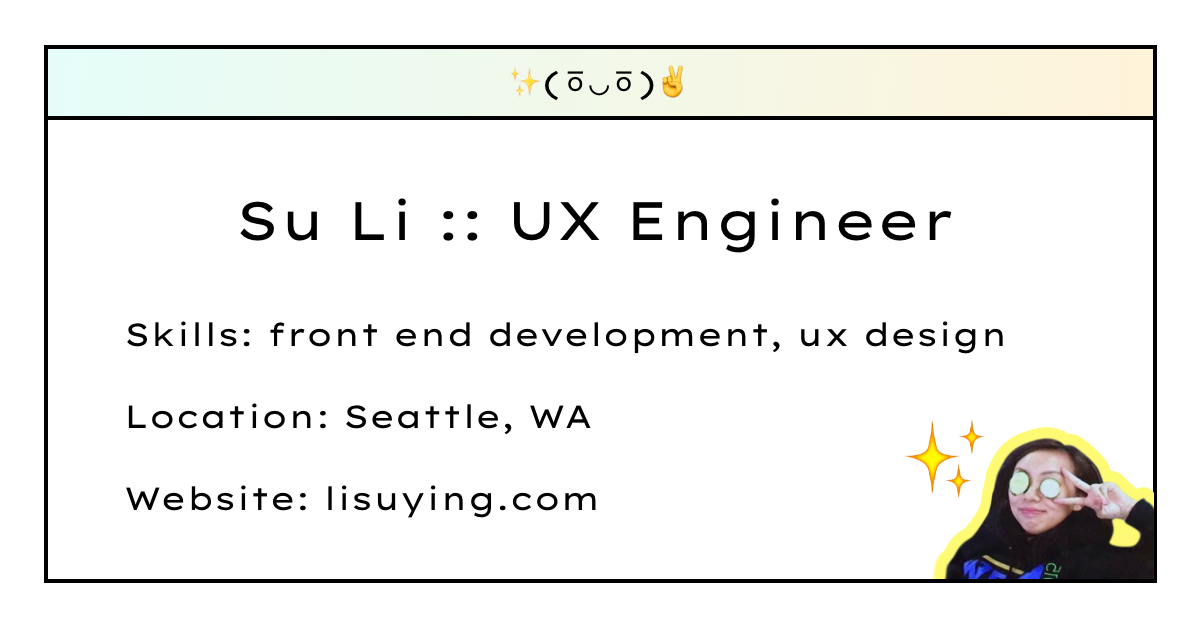 ✨(ō◡ō)✌
Su Li :: UX Engineer
Skills: front end development, ux design
Location: Seattle, WA
Website: lisuying.com